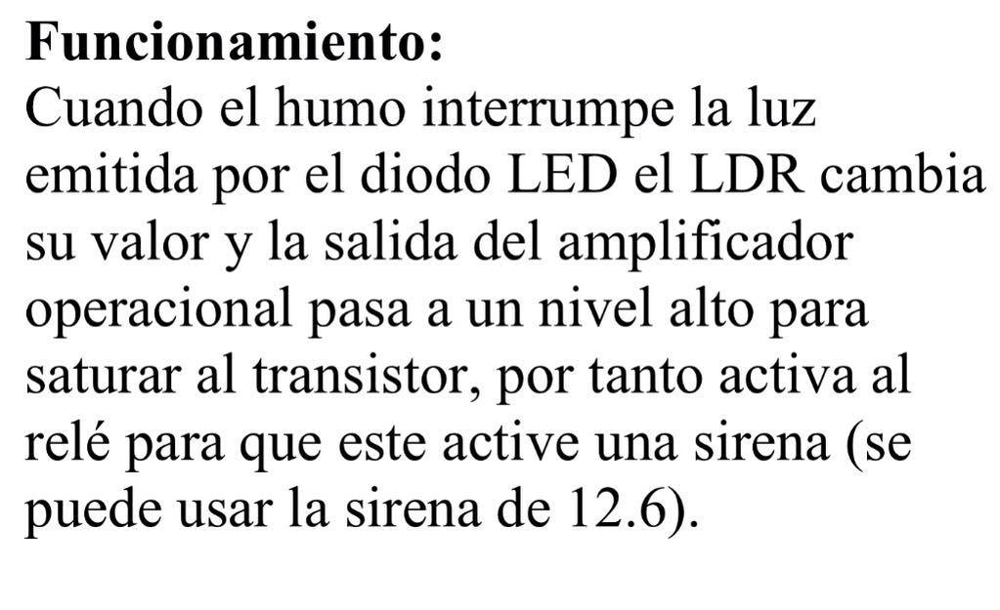 Funcionamiento:
Cuando el humo interrumpe la luz
emitida por el diodo LED el LDR cambia
su valor y la salida del amplificador
operacional pasa a un nivel alto para
saturar al transistor, por tanto activa al
relé para que este active una sirena (se
puede usar la sirena de 12.6).